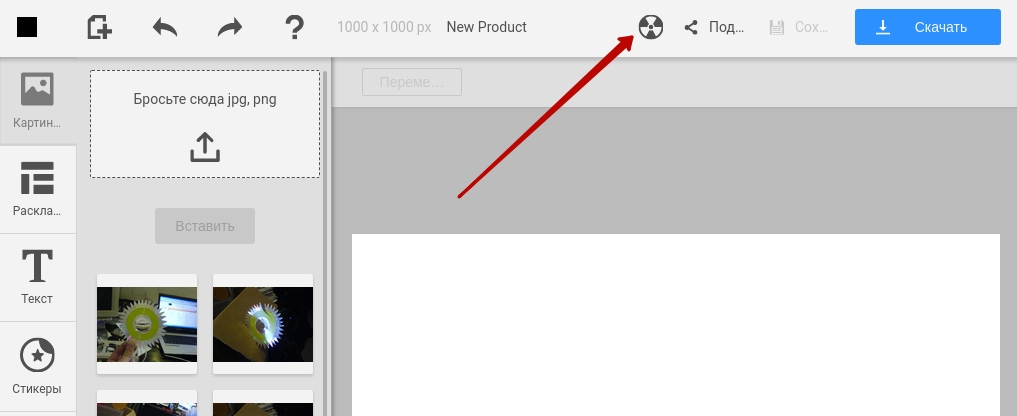 1000 x 1000 px New Product Под... Сох... Скачать
Картин...
Раскла...
Текст
Стикеры
Бросьте сюда jpg, png
Вставить
Переме...